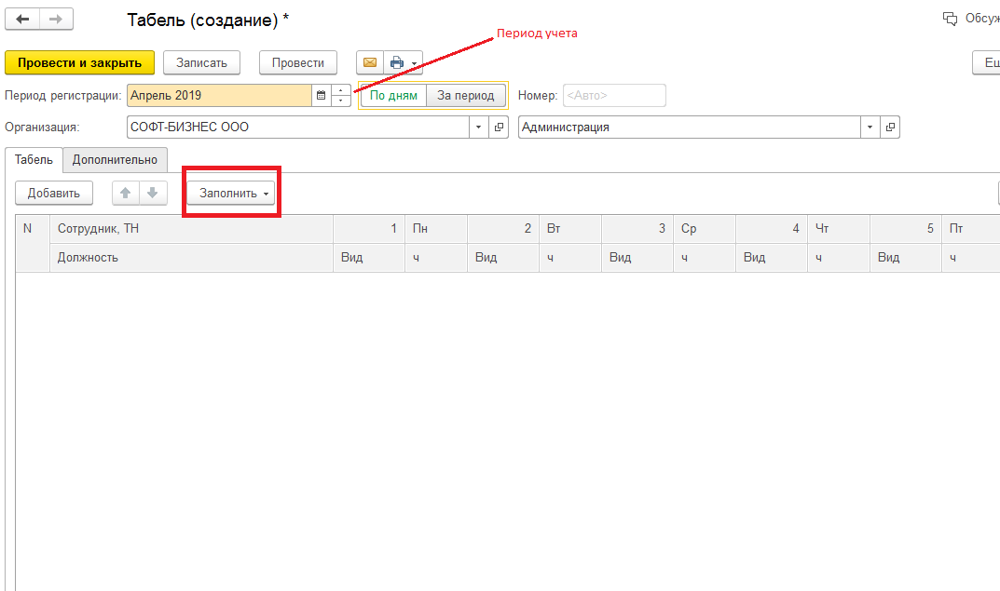 Табель (создание) *
Обсуж
Период учета
Провести и закрыть Записать Провести Ещ
Период регистрации: Апрель 2019 По дням За период Номер: <Авто>
Организация: СОФТ-БИЗНЕС ООО Администрация
Табель Дополнительно
Добавить Заполнить
N Сотрудник, ТН 1 Пн 2 Вт 3 Ср 4 Чт 5 Пт
Должность Вид ч Вид ч Вид ч Вид ч Вид ч